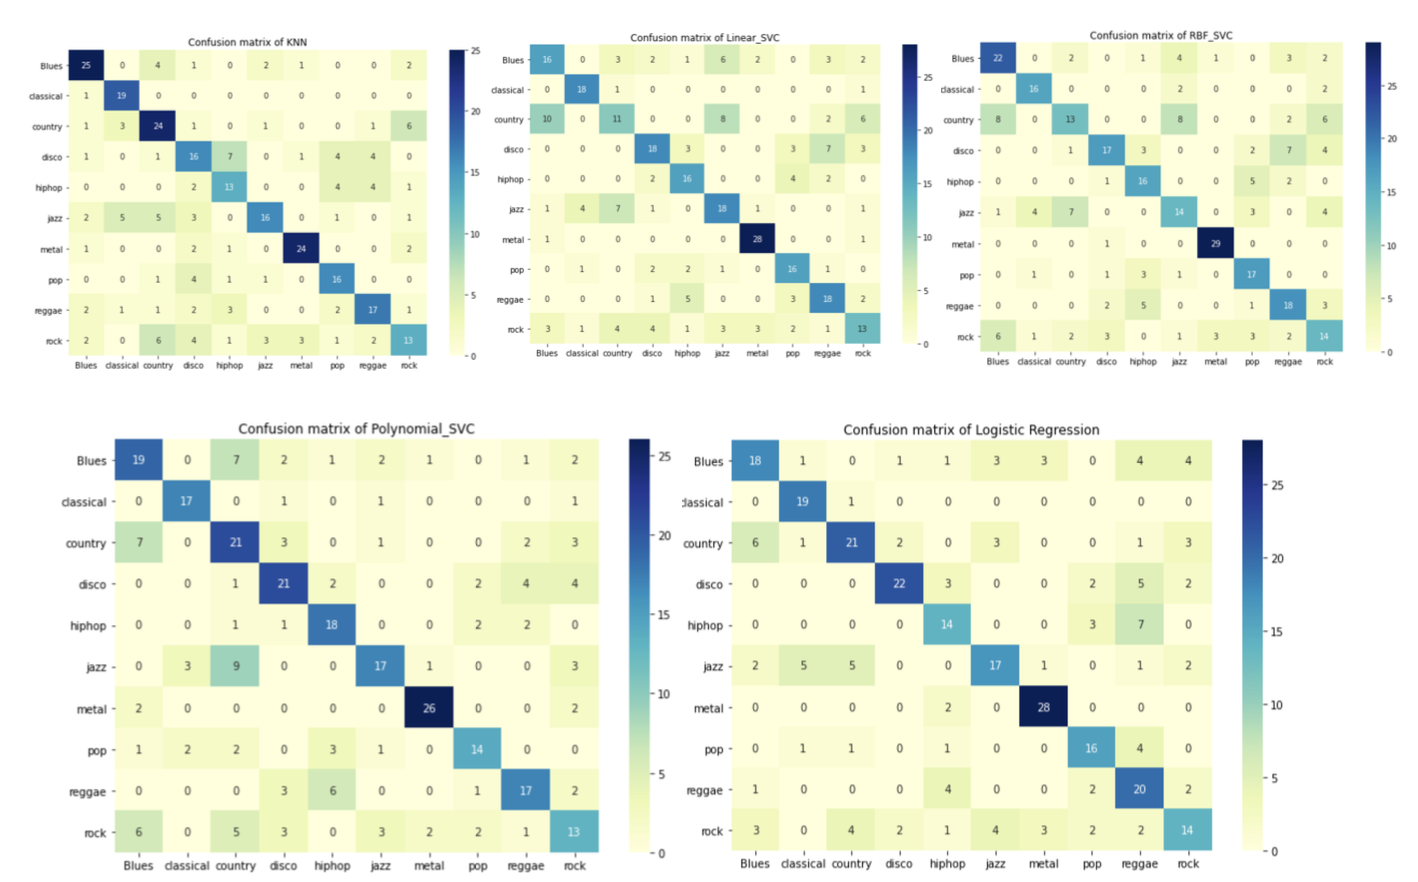 Confusion matrix of KNN
Blues 25 0 4 1 0 2 1 0 0 2
classical 1 19 0 0 0 0 0 0 0 0
country 1 3 24 1 0 1 0 0 1 6
disco 1 0 1 16 7 0 1 4 4 0
hiphop 0 0 0 2 13 0 0 4 4 1
jazz 2 5 5 3 0 16 0 1 0 1
metal 1 0 0 2 1 0 24 0 0 2
pop 0 0 1 4 1 1 0 16 0 0
reggae 2 1 1 2 3 0 0 2 17 1
rock 2 0 6 4 1 3 3 1 2 13
Blues classical country disco hiphop jazz metal pop reggae rock
25
20
15
10
5
0
Confusion matrix of Linear_SVC
Blues 16 0 3 2 1 6 2 0 3 2
classical 0 18 1 0 0 0 0 0 0 1
country 10 0 11 0 0 8 0 0 2 6
disco 0 0 0 18 3 0 0 3 7 3
hiphop 0 0 0 2 16 0 0 4 2 0
jazz 1 4 7 1 0 18 1 0 0 1
metal 1 0 0 0 0 0 28 0 0 1
pop 0 1 0 2 2 1 0 16 1 0
reggae 0 0 0 1 5 0 0 3 18 2
rock 3 1 4 4 1 3 3 2 1 13
Blues classical country disco hiphop jazz metal pop reggae rock
25
20
15
10
5
0
Confusion matrix of RBF_SVC
Blues 22 0 2 0 1 4 1 0 3 2
classical 0 16 0 0 0 2 0 0 0 2
country 8 0 13 0 0 8 0 0 2 6
disco 0 0 1 17 3 0 0 2 7 4
hiphop 0 0 0 1 16 0 0 5 2 0
jazz 1 4 7 0 0 14 0 3 0 4
metal 0 0 0 1 0 0 29 0 0 0
pop 0 1 0 1 3 1 0 17 0 0
reggae 0 0 0 2 5 0 0 1 18 3
rock 6 1 2 3 0 1 3 3 2 14
Blues classical country disco hiphop jazz metal pop reggae rock
25
20
15
10
5
0
Confusion matrix of Polynomial_SVC
Blues 19 0 7 2 1 2 1 0 1 2
classical 0 17 0 1 0 1 0 0 0 1
country 7 0 21 3 0 1 0 0 2 3
disco 0 0 1 21 2 0 0 2 4 4
hiphop 0 0 1 1 18 0 0 2 2 0
jazz 0 3 9 0 0 17 1 0 0 3
metal 2 0 0 0 0 0 26 0 0 2
pop 1 2 2 0 3 1 0 14 0 0
reggae 0 0 0 3 6 0 0 1 17 2
rock 6 0 5 3 0 3 2 2 1 13
Blues classical country disco hiphop jazz metal pop reggae rock
25
20
15
10
5
0
Confusion matrix of Logistic Regression
Blues 18 1 0 1 1 3 3 0 4 4
classical 0 19 1 0 0 0 0 0 0 0
country 6 1 21 2 0 3 0 0 1 3
disco 0 0 0 22 3 0 0 2 5 2
hiphop 0 0 0 0 14 0 0 3 7 0
jazz 2 5 5 0 0 17 1 0 1 2
metal 0 0 0 0 2 0 28 0 0 0
pop 0 1 1 0 1 0 0 16 4 0
reggae 1 0 0 0 4 0 0 2 20 2
rock 3 0 4 2 1 4 3 2 2 14
Blues classical country disco hiphop jazz metal pop reggae rock
25
20
15
10
5
0